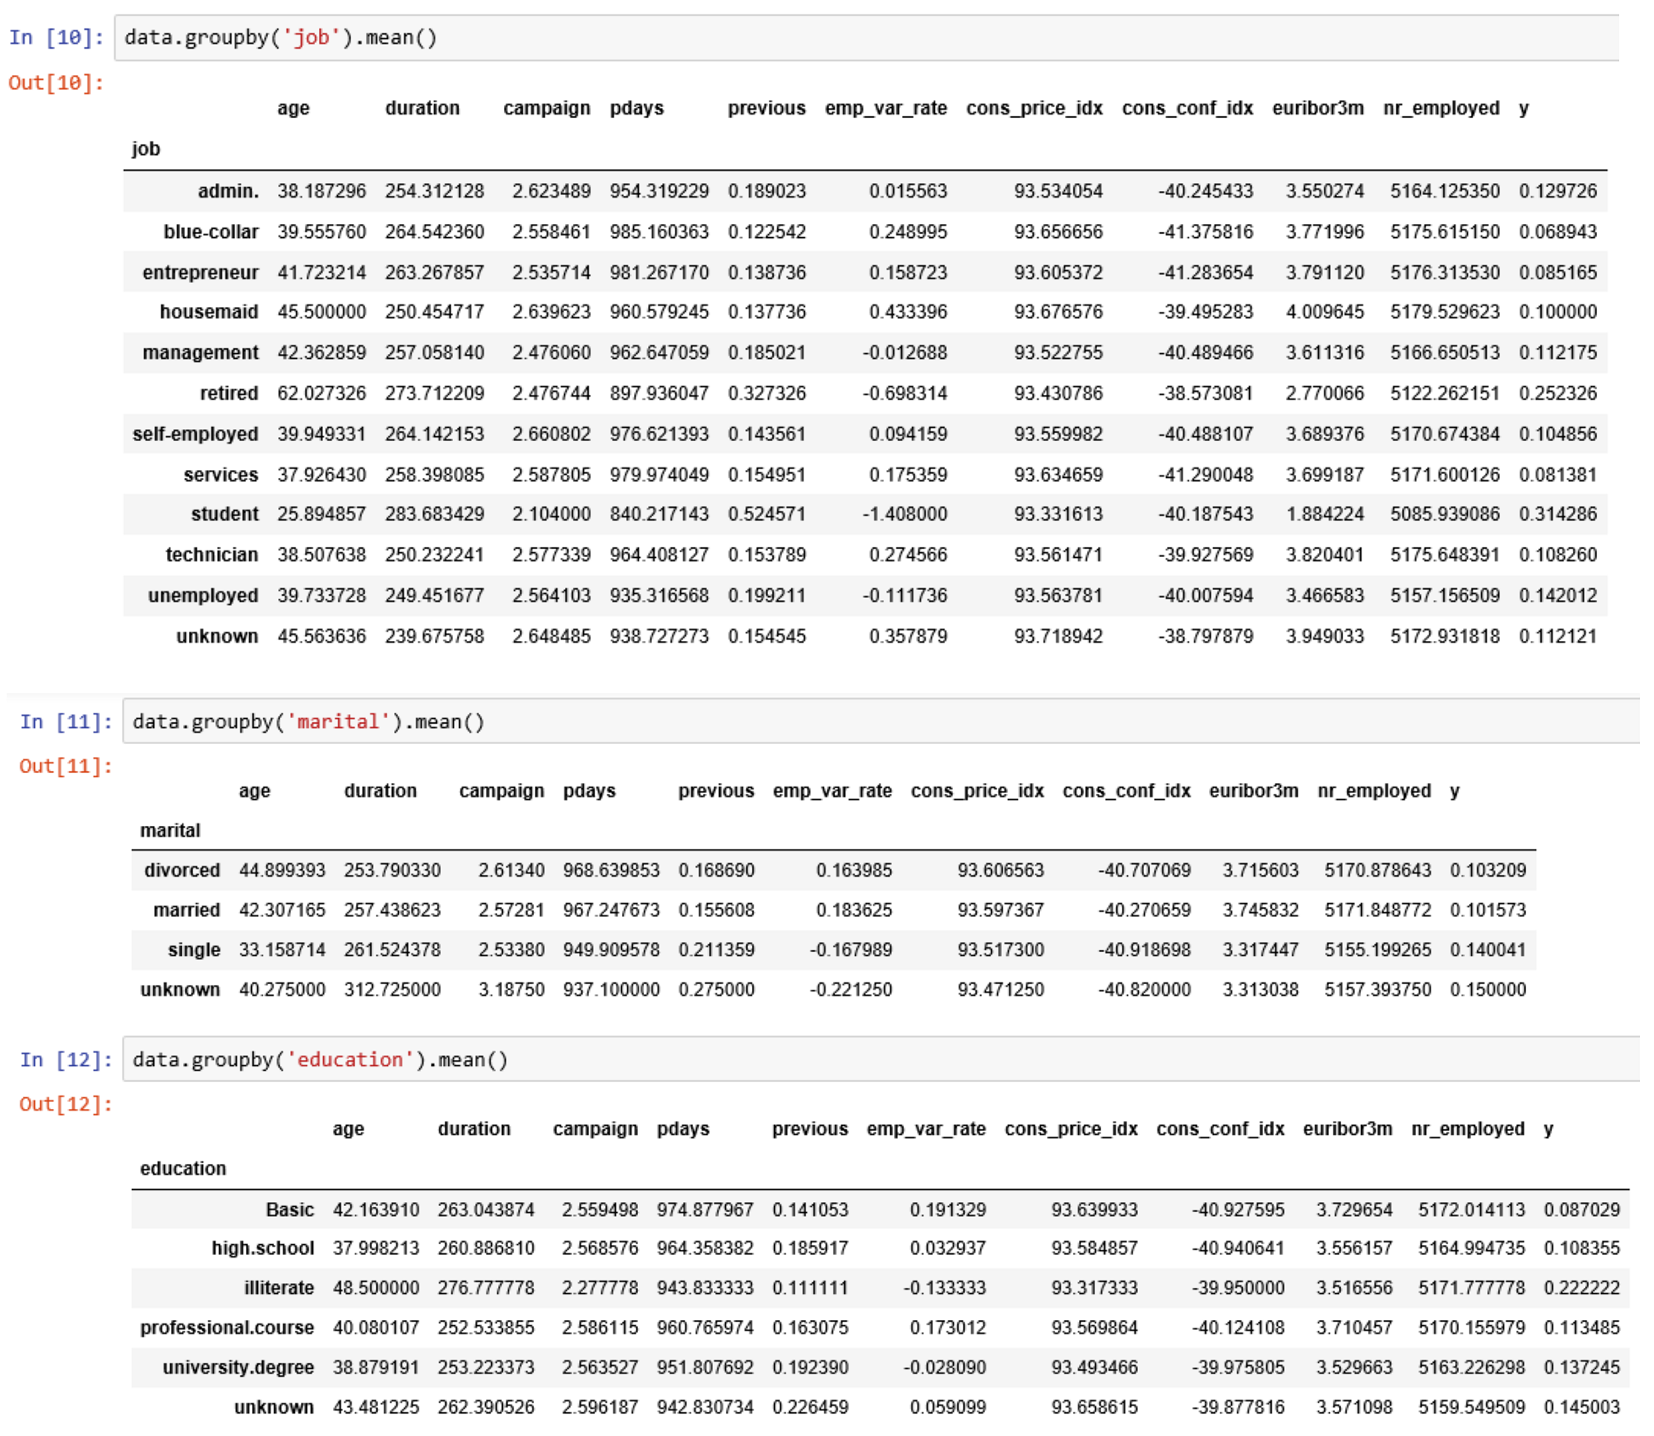 In [10]: data.groupby('job').mean()
Out[10]:
age duration campaign pdays previous emp_var_rate cons_price_idx cons_conf_idx euribor3m nr_employed y
job
admin. 38.187296 254.312128 2.623489 954.319229 0.189023 0.015563 93.534054 -40.245433 3.550274 5164.125350 0.129726
blue-collar 39.555760 264.542360 2.558461 985.160363 0.122542 0.248995 93.656656 -41.375816 3.771996 5175.615150 0.068943
entrepreneur 41.723214 263.267857 2.535714 981.267170 0.138736 0.158723 93.605372 -41.283654 3.791120 5176.313530 0.085165
housemaid 45.500000 250.454717 2.639623 960.579245 0.137736 0.433396 93.676576 -39.495283 4.009645 5179.529623 0.100000
management 42.362859 257.058140 2.476060 962.647059 0.185021 -0.012688 93.522755 -40.489466 3.611316 5166.650513 0.112175
retired 62.027326 273.712209 2.476744 897.936047 0.327326 -0.698314 93.430786 -38.573081 2.770066 5122.262151 0.252326
self-employed 39.949331 264.142153 2.660802 976.621393 0.143561 0.094159 93.559982 -40.488107 3.689376 5170.674384 0.104856
services 37.926430 258.398085 2.587805 979.974049 0.154951 0.175359 93.634659 -41.290048 3.699187 5171.600126 0.081381
student 25.894857 283.683429 2.104000 840.217143 0.524571 -1.408000 93.331613 -40.187543 1.884224 5085.939086 0.314286
technician 38.507638 250.232241 2.577339 964.408127 0.153789 0.274566 93.561471 -39.927569 3.820401 5175.648391 0.108260
unemployed 39.733728 249.451677 2.564103 935.316568 0.199211 -0.111736 93.563781 -40.007594 3.466583 5157.156509 0.142012
unknown 45.563636 239.675758 2.648485 938.727273 0.154545 0.357879 93.718942 -38.797879 3.949033 5172.931818 0.112121
In [11]: data.groupby('marital').mean()
Out[11]:
age duration campaign pdays previous emp_var_rate cons_price_idx cons_conf_idx euribor3m nr_employed y
marital
divorced 44.899393 253.790330 2.61340 968.639853 0.168690 0.163985 93.606563 -40.707069 3.715603 5170.878643 0.103209
married 42.307165 257.438623 2.57281 967.247673 0.155608 0.183625 93.597367 -40.270659 3.745832 5171.848772 0.101573
single 33.158714 261.524378 2.53380 949.909578 0.211359 -0.167989 93.517300 -40.918698 3.317447 5155.199265 0.140041
unknown 40.275000 312.725000 3.18750 937.100000 0.275000 -0.221250 93.471250 -40.820000 3.313038 5157.393750 0.150000
In [12]: data.groupby('education').mean()
Out[12]:
age duration campaign pdays previous emp_var_rate cons_price_idx cons_conf_idx euribor3m nr_employed y
education
Basic 42.163910 263.043874 2.559498 974.877967 0.141053 0.191329 93.639933 -40.927595 3.729654 5172.014113 0.087029
high.school 37.998213 260.886810 2.568576 964.358382 0.185917 0.032937 93.584857 -40.940641 3.556157 5164.994735 0.108355
illiterate 48.500000 276.777778 2.277778 943.833333 0.111111 -0.133333 93.317333 -39.950000 3.516556 5171.777778 0.222222
professional.course 40.080107 252.533855 2.586115 960.765974 0.163075 0.173012 93.569864 -40.124108 3.710457 5170.155979 0.113485
university.degree 38.879191 253.223373 2.563527 951.807692 0.192390 -0.028090 93.493466 -39.975805 3.529663 5163.226298 0.137245
unknown 43.481225 262.390526 2.596187 942.830734 0.226459 0.059099 93.658615 -39.877816 3.571098 5159.549509 0.145003